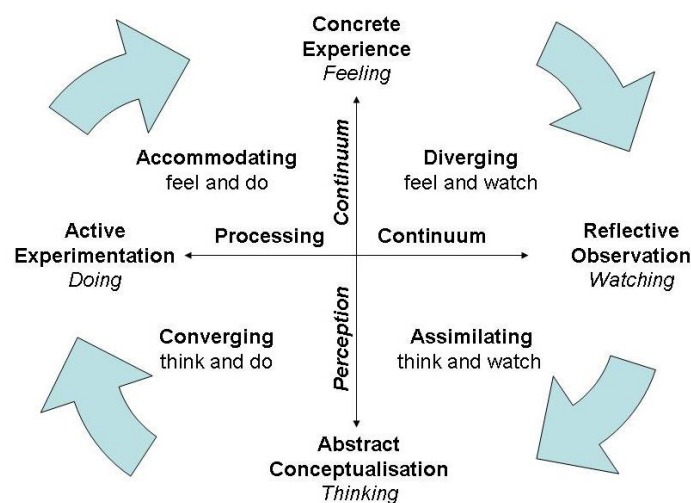 Concrete
Experience
Feeling
Accommodating
feel and do
Continuum
Diverging
feel and watch
Active
Experimentation
Doing
Processing
Continuum
Reflective
Observation
Watching
Converging
think and do
Perception
Assimilating
think and watch
Abstract
Conceptualisation
Thinking